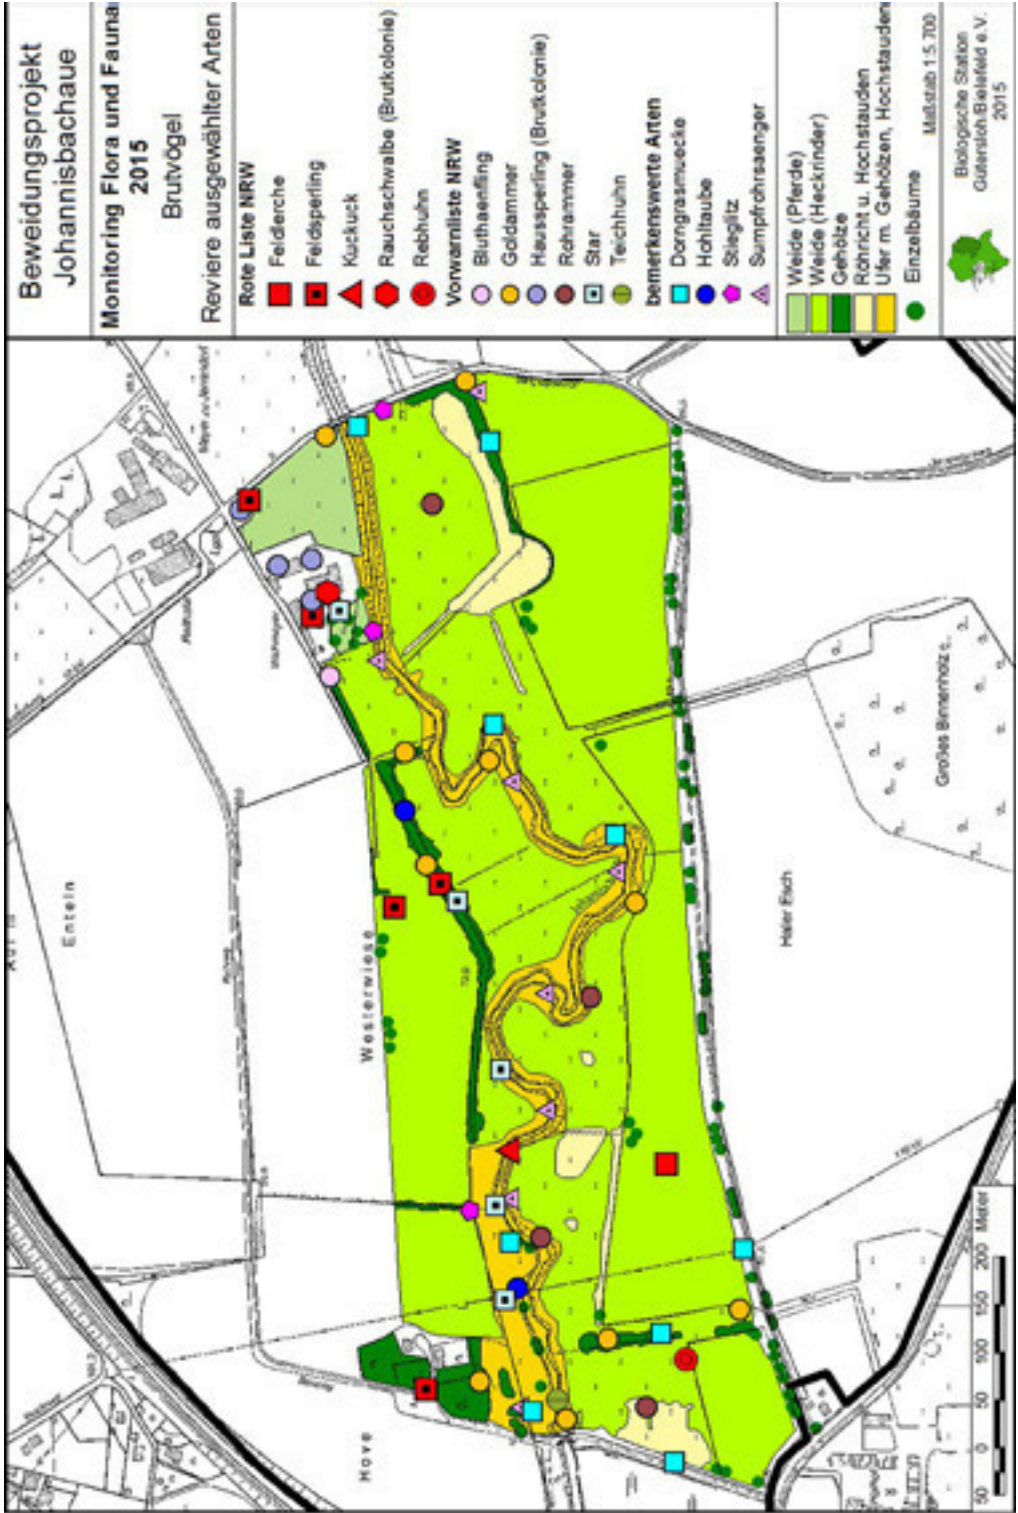 Beweidungsprojekt
Johannisbachaue
Monitoring Flora und Fauna
2015
Brutvögel
Reviere ausgewählter Arten
Rote Liste NRW
Feldlerche
Feldsperling
Kuckuck
Rauchschwalbe (Brutkolonie)
Rebhuhn
Vorwarnliste NRW
Bluthaenfling
Goldammer
Haussperling (Brutkolonie)
Rohrammer
Star
Teichhuhn
bemerkenswerte Arten
Dorngrasmuecke
Hohltaube
Stieglitz
Sumpfrohrsaenger
Weide (Pferde)
Weide (Heckrinder)
Gehölze
Röhricht u. Hochstauden
Ufer m. Gehölzen, Hochstauden
Einzelbäume
Maßstab 1:5.700
Biologische Station
Gütersloh/Bielefeld e.V.
2015
Enteln
Westerwiese
Hove
Haler Esch
Großes Binnenholz
50 0 50 100 150 200 Meter